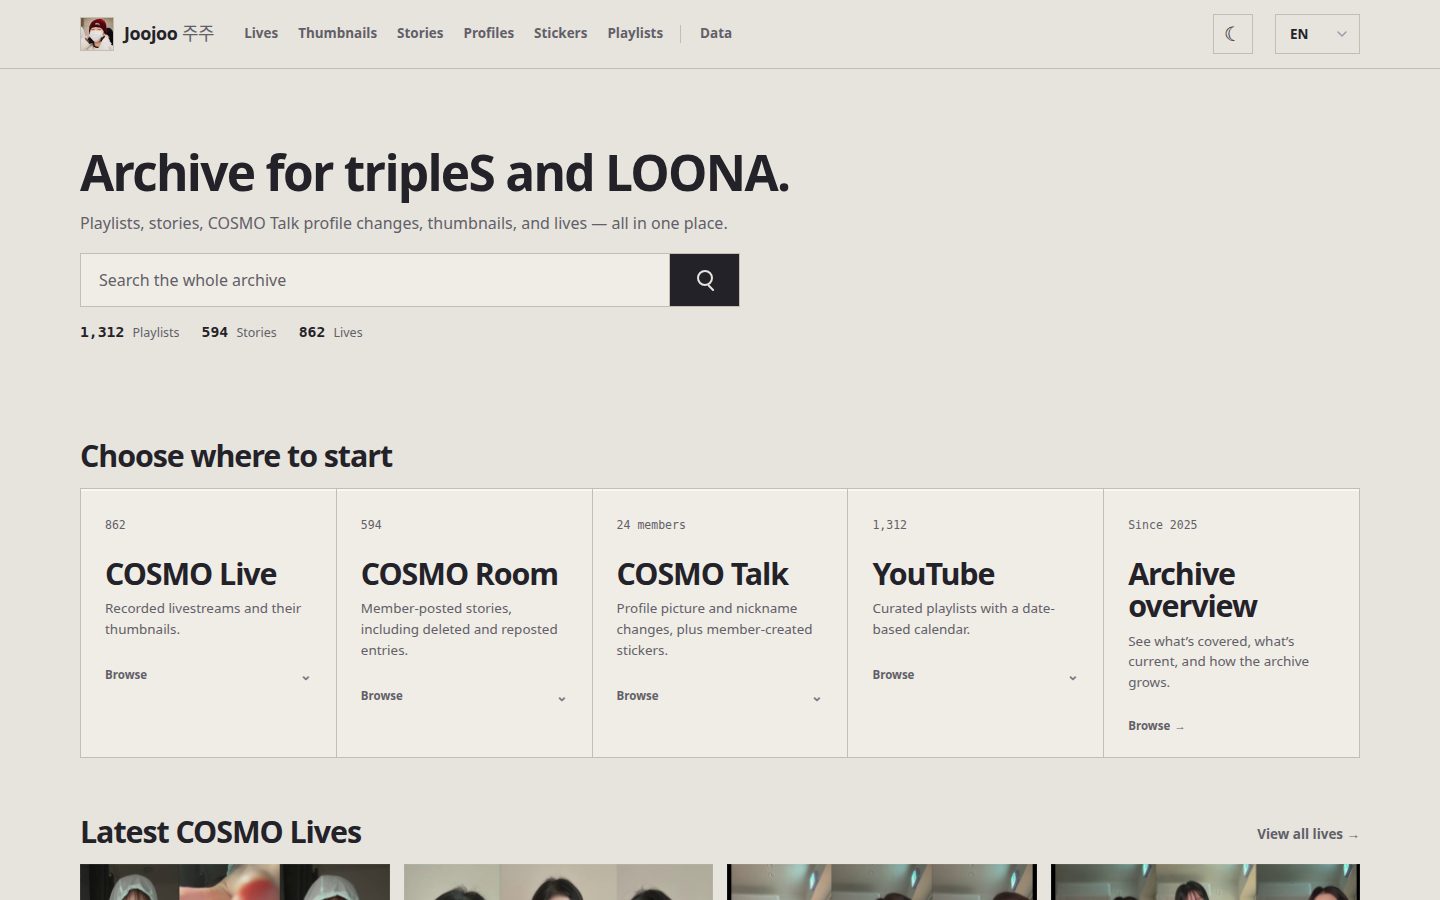 Joojoo 주주
Lives
Thumbnails
Stories
Profiles
Stickers
Playlists
Data
EN
Archive for tripleS and LOONA.
Playlists, stories, COSMO Talk profile changes, thumbnails, and lives — all in one place.
Search the whole archive
1,312 Playlists 594 Stories 862 Lives
Choose where to start
862
COSMO Live
Recorded livestreams and their
thumbnails.
Browse
594
COSMO Room
Member-posted stories,
including deleted and reposted
entries.
Browse
24 members
COSMO Talk
Profile picture and nickname
changes, plus member-created
stickers.
Browse
1,312
YouTube
Curated playlists with a date-
based calendar.
Browse
Since 2025
Archive
overview
See what’s covered, what’s
current, and how the archive
grows.
Browse →
Latest COSMO Lives
View all lives →